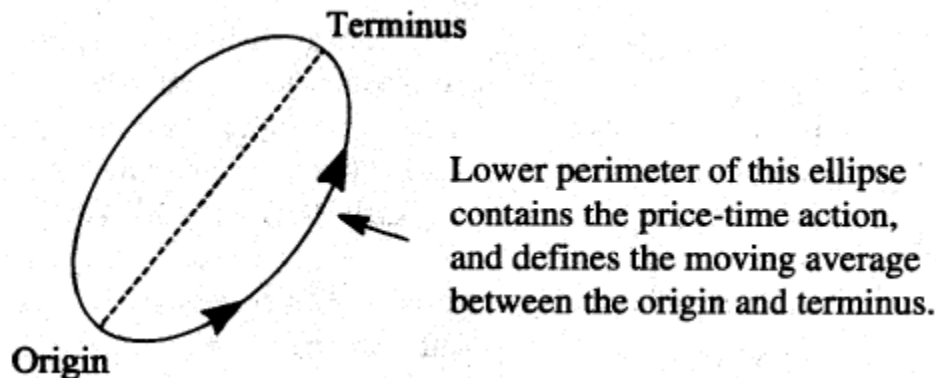 Terminus
Lower perimeter of this ellipse
contains the price-time action,
and defines the moving average
between the origin and terminus.
Origin